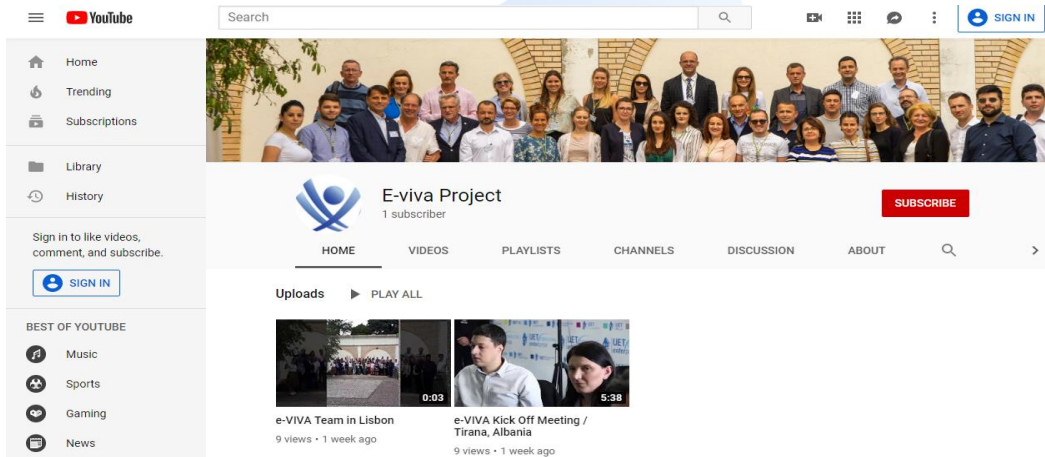 YouTube
Search
SIGN IN
Home
Trending
Subscriptions
Library
History
Sign in to like videos,
comment, and subscribe.
SIGN IN
BEST OF YOUTUBE
Music
Sports
Gaming
News
E-viva Project
1 subscriber
SUBSCRIBE
HOME VIDEOS PLAYLISTS CHANNELS DISCUSSION ABOUT
Uploads PLAY ALL
0:03
e-VIVA Team in Lisbon
9 views • 1 week ago
UET
UET
5:38
e-VIVA Kick Off Meeting /
Tirana, Albania
9 views • 1 week ago